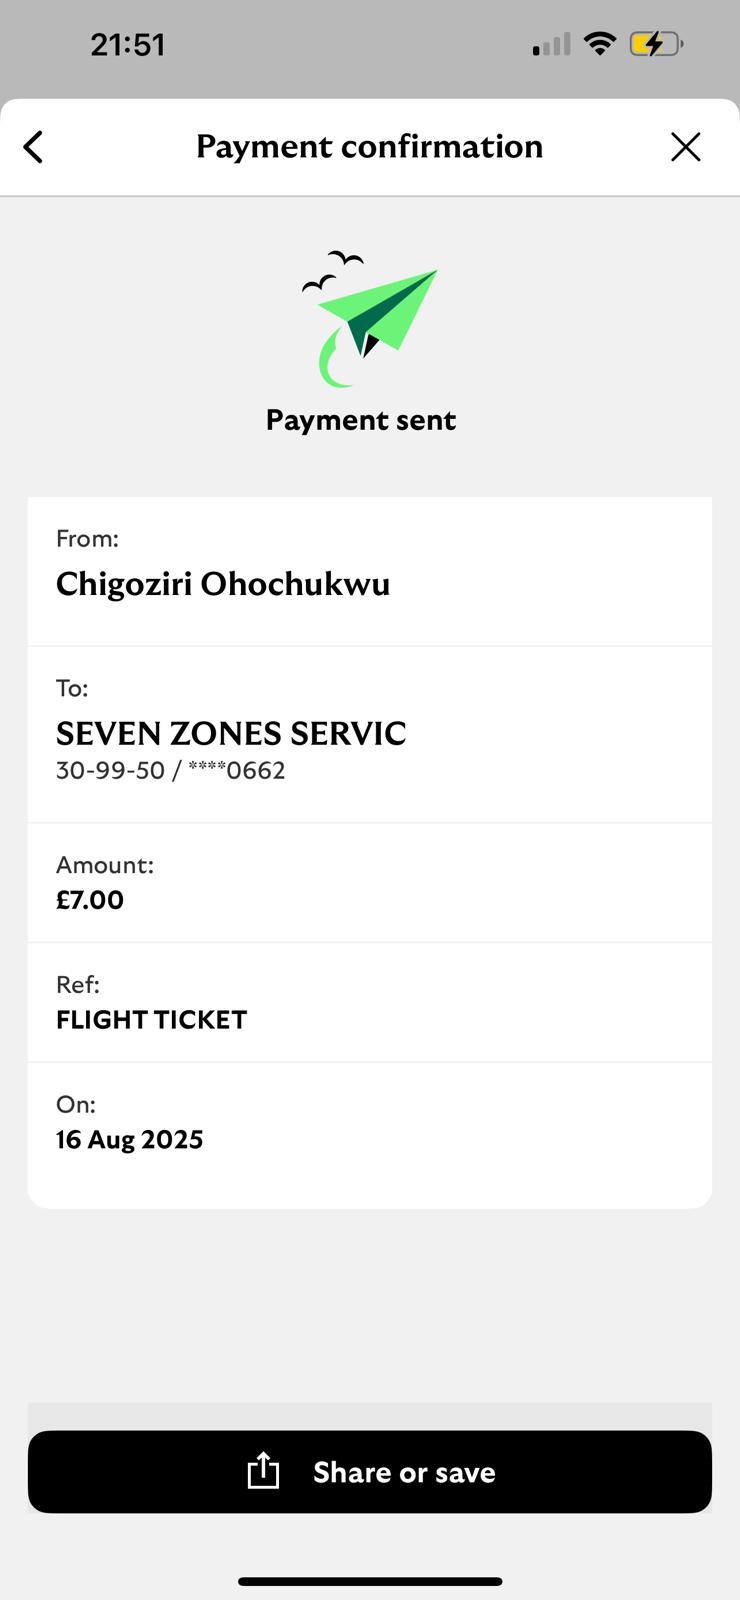 21:51
Payment confirmation
Payment sent
From:
Chigoziri Ohochukwu
To:
SEVEN ZONES SERVIC
30-99-50 / ****0662
Amount:
£7.00
Ref:
FLIGHT TICKET
On:
16 Aug 2025
Share or save